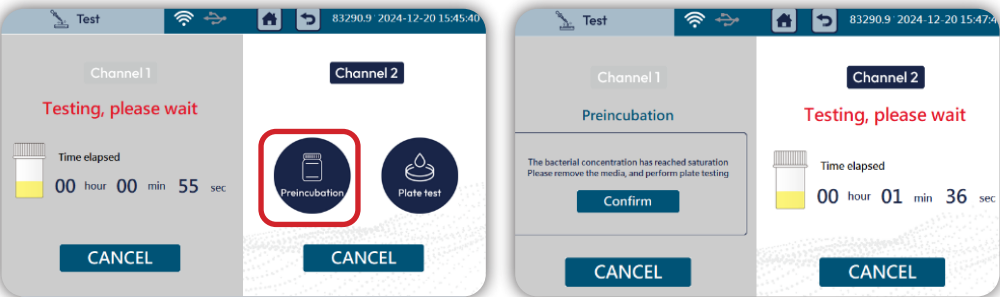 Test
83290.9 2024-12-20 15:45:40
Channel 1
Channel 2
Testing, please wait
Time elapsed
00 hour 00 min 55 sec
Preincubation
Plate test
CANCEL
CANCEL
Test
83290.9 2024-12-20 15:47:4
Channel 1
Channel 2
Preincubation
Testing, please wait
The bacterial concentration has reached saturation
Please remove the media, and perform plate testing
Confirm
Time elapsed
00 hour 01 min 36 sec
CANCEL
CANCEL